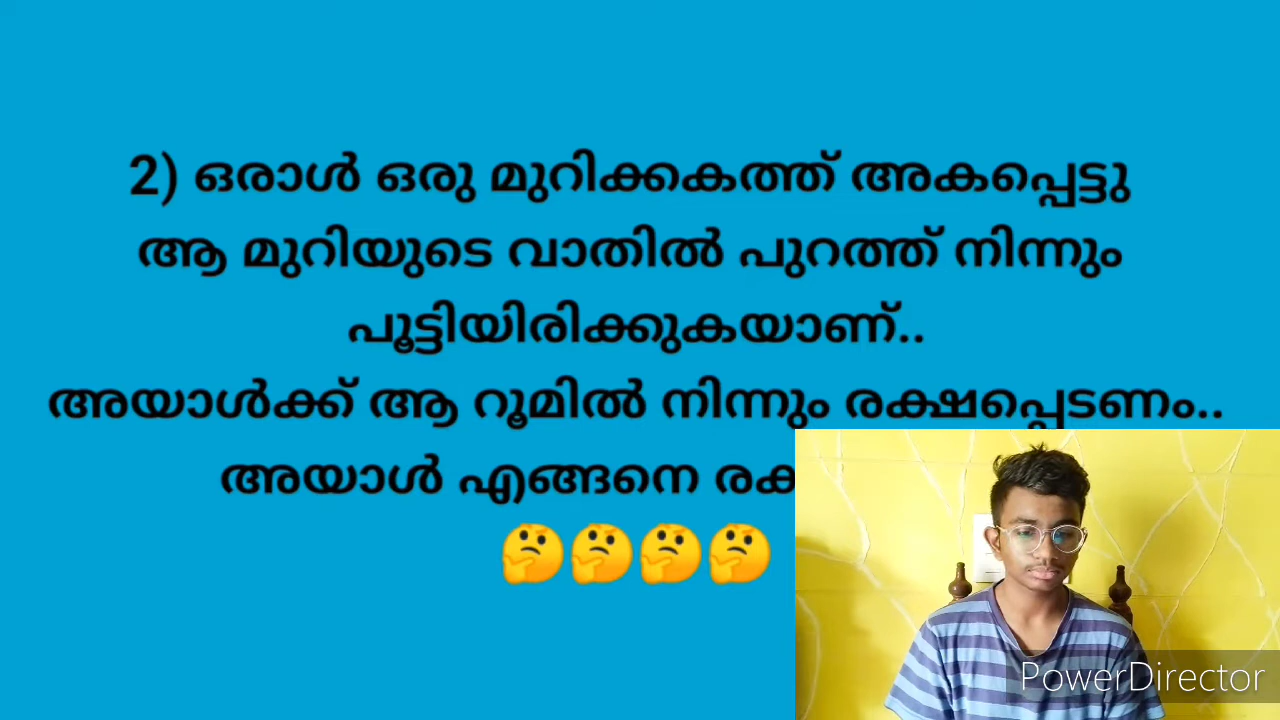 2) ഒരാൾ ഒരു മുറിക്കകത്ത് അകപ്പെട്ടു
ആ മുറിയുടെ വാതിൽ പുറത്ത് നിന്നും
പൂട്ടിയിരിക്കുകയാണ്..
അയാൾക്ക് ആ റൂമിൽ നിന്നും രക്ഷപ്പെടണം..
അയാൾ എങ്ങനെ
🤔🤔🤔🤔
PowerDirector